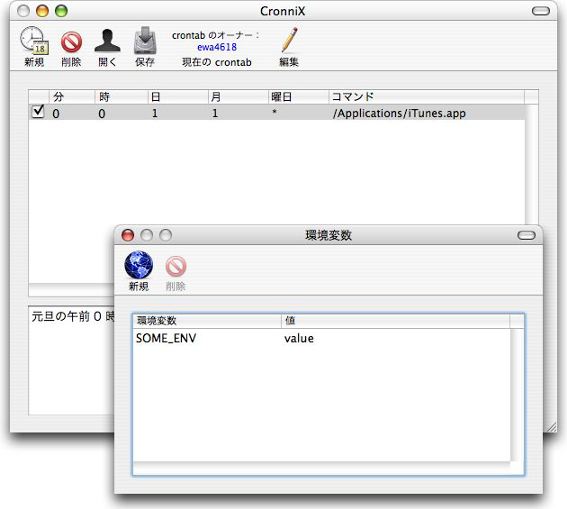 CronniX
新規 削除 開く 保存 crontab のオーナー： ewa4618 現在の crontab 編集
分 時 日 月 曜日 コマンド
0 0 1 1 * /Applications/iTunes.app
元旦の午前 0 時
環境変数
新規 削除
環境変数 値
SOME_ENV value